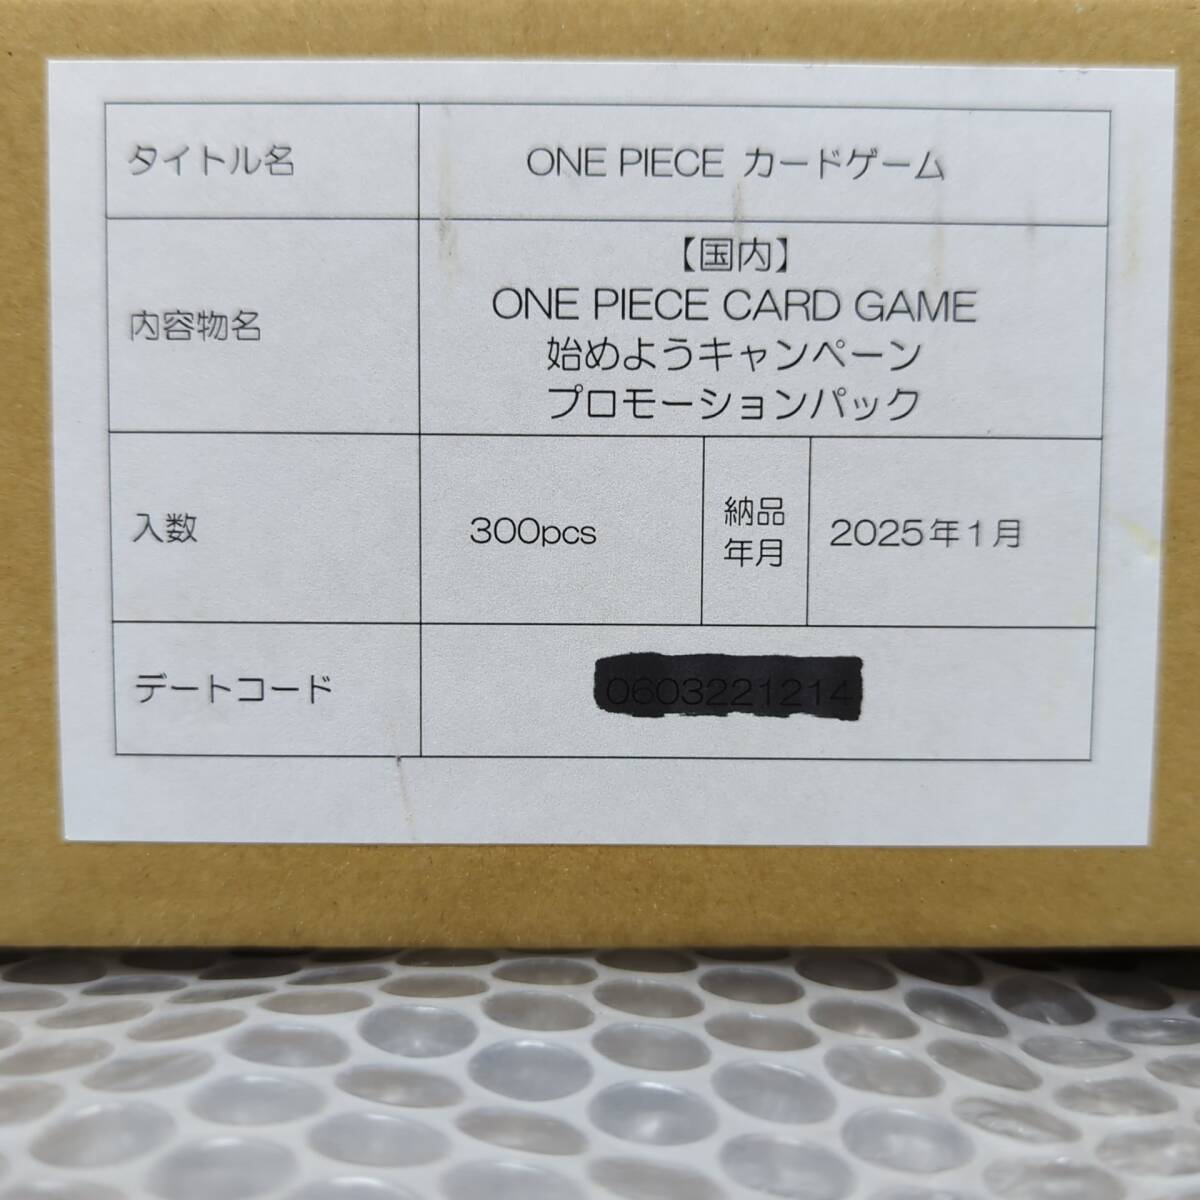 タイトル名
ONE PIECE カードゲーム
内容物名
【国内】
ONE PIECE CARD GAME
始めようキャンペーン
プロモーションパック
入数
300pcs
納品
年月
2025年1月
デートコード
0603221214